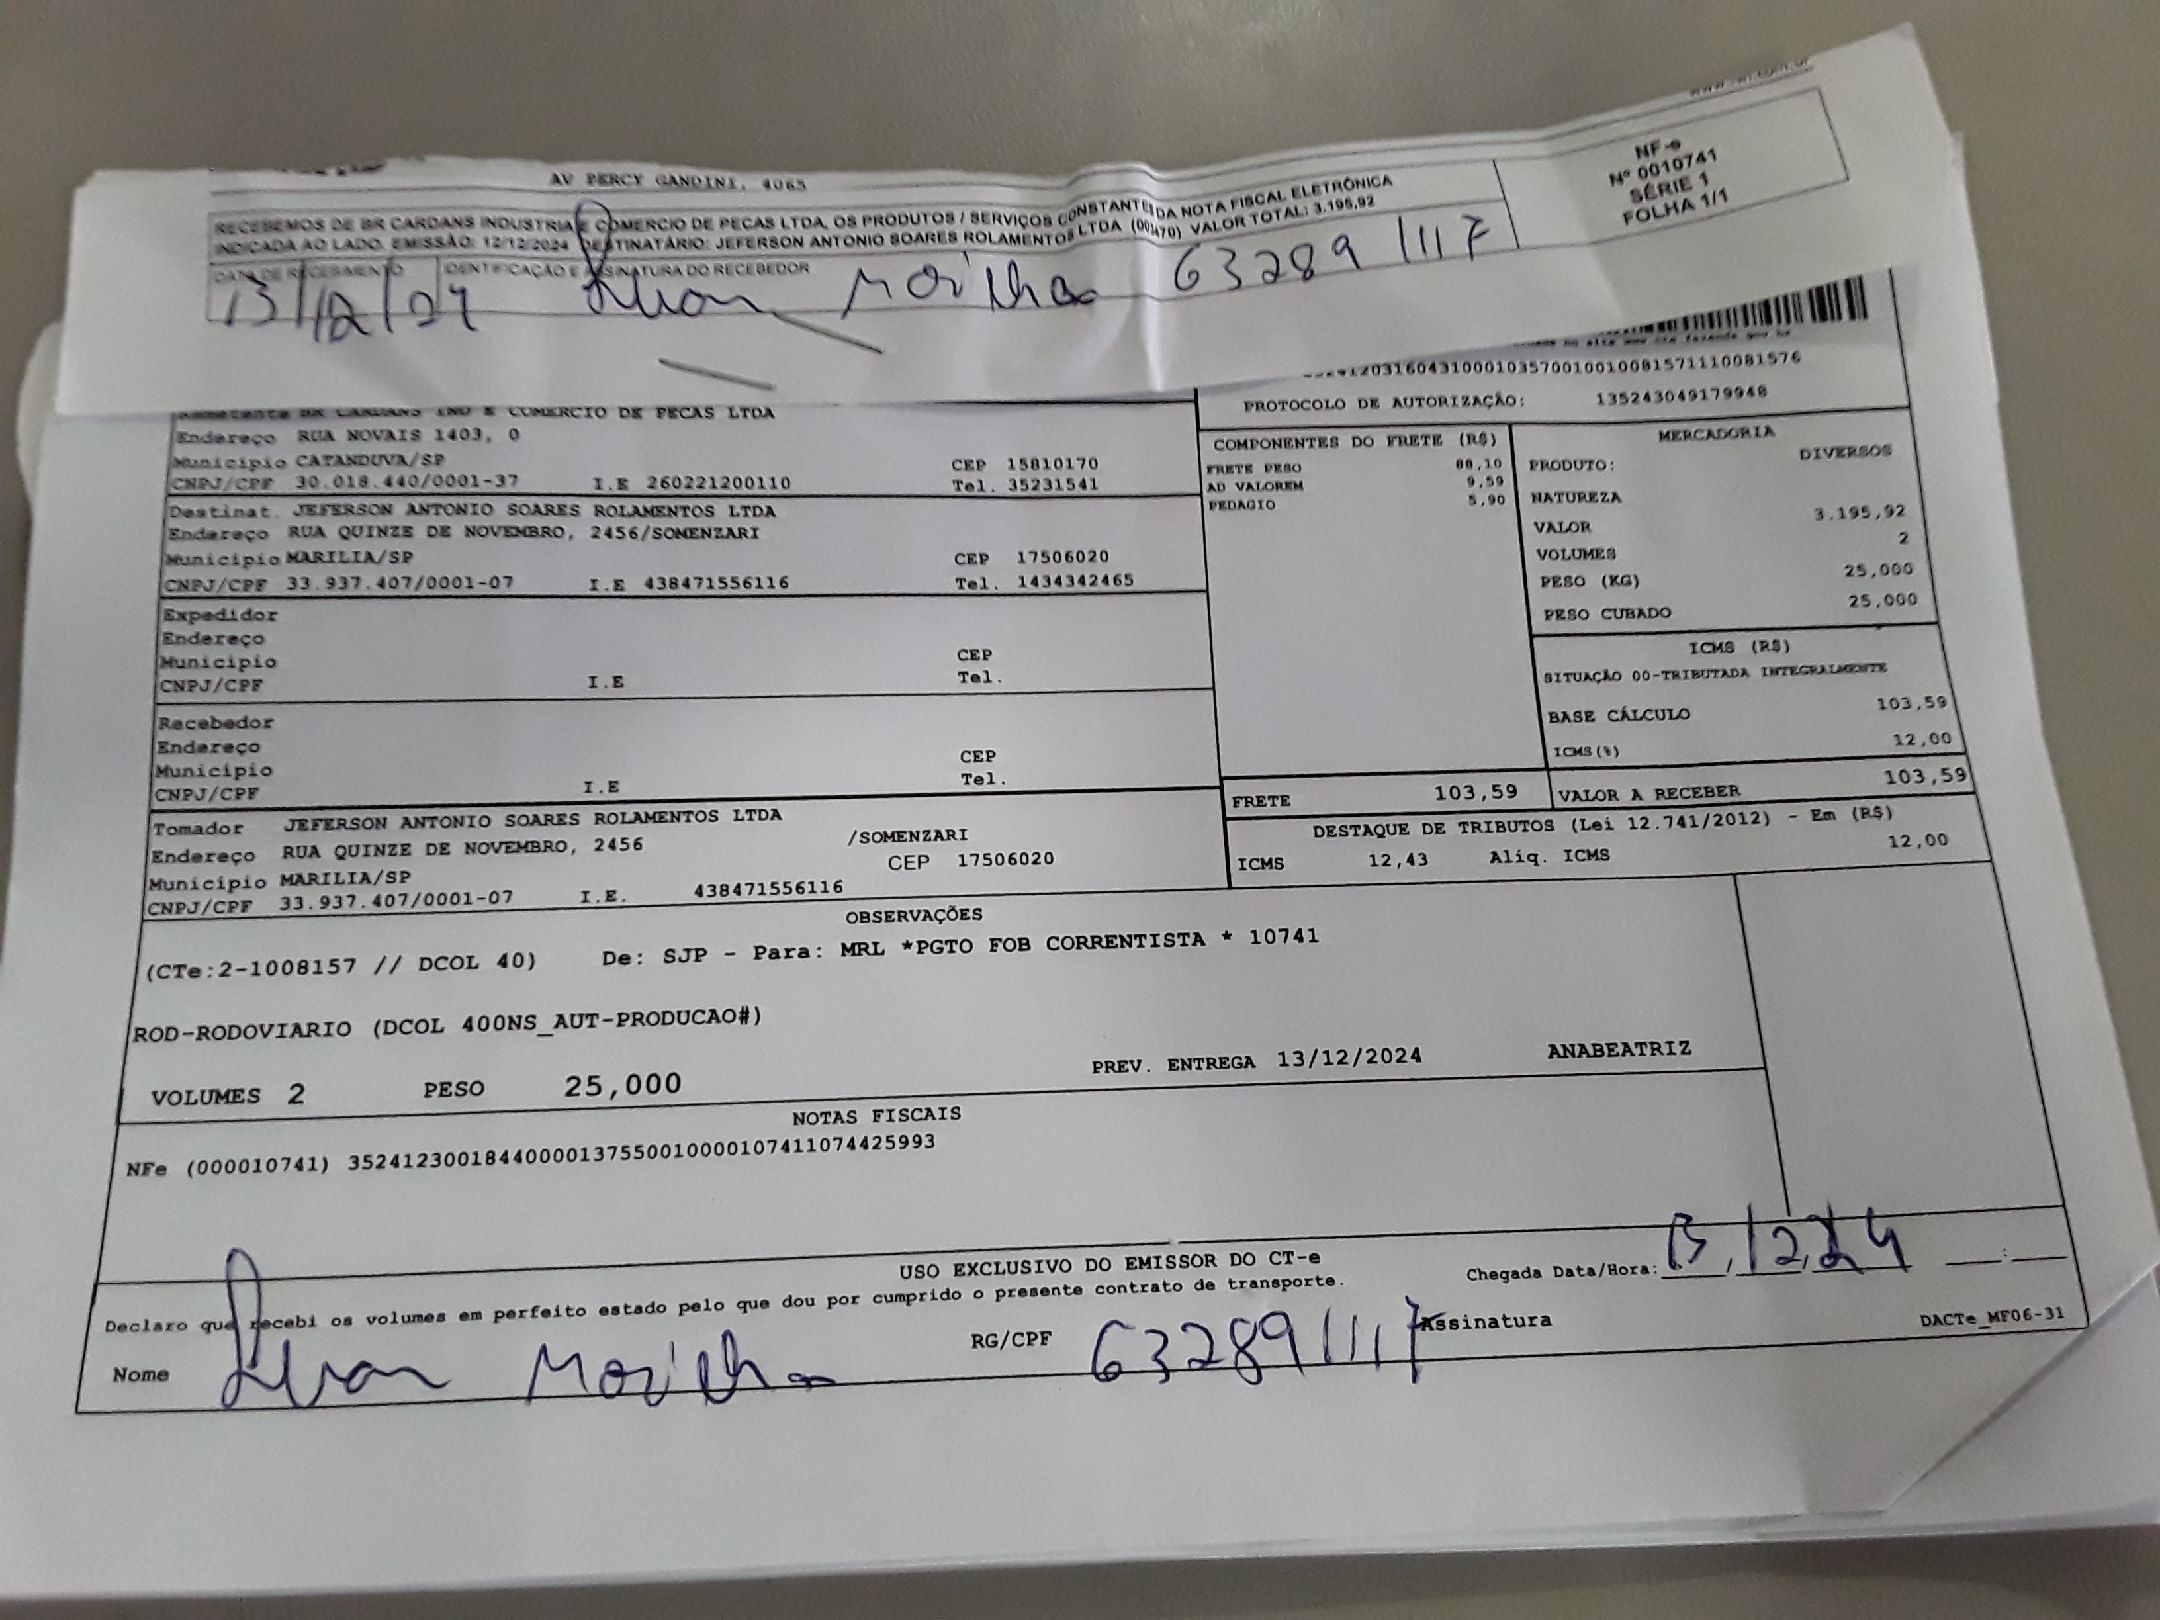 AV PERCY GANDINI, 4065
RECEBEMOS DE BR CARDANS INDUSTRIA E COMERCIO DE PECAS LTDA, OS PRODUTOS / SERVIÇOS CONSTANTES DA NOTA FISCAL ELETRÔNICA
INDICADA AO LADO. EMISSÃO: 12/12/2024 DESTINATÁRIO: JEFERSON ANTONIO SOARES ROLAMENTOS LTDA VALOR TOTAL: 3.195,92
NF-e
Nº 0010741
SÉRIE 1
FOLHA 1/1
DATA DE RECEBIMENTO IDENTIFICAÇÃO E ASSINATURA DO RECEBEDOR
13/12/24 63289 1117
PROTOCOLO DE AUTORIZAÇÃO: 135243049179948
Remetente BR CARDANS IND E COMERCIO DE PECAS LTDA
Endereço RUA NOVAIS 1403, 0
Município CATANDUVA/SP CEP 15810170
CNPJ/CPF 30.018.440/0001-37 I.E 260221200110 Tel. 35231541
Destinat. JEFERSON ANTONIO SOARES ROLAMENTOS LTDA
Endereço RUA QUINZE DE NOVEMBRO, 2456/SOMENZARI
Município MARILIA/SP CEP 17506020
CNPJ/CPF 33.937.407/0001-07 I.E 438471556116 Tel. 1434342465
Expedidor
Endereço
Município CEP
CNPJ/CPF I.E Tel.
Recebedor
Endereço
Município CEP
CNPJ/CPF I.E Tel.
Tomador JEFERSON ANTONIO SOARES ROLAMENTOS LTDA
Endereço RUA QUINZE DE NOVEMBRO, 2456 /SOMENZARI
Município MARILIA/SP CEP 17506020
CNPJ/CPF 33.937.407/0001-07 I.E. 438471556116
COMPONENTES DO FRETE (R$)
FRETE PESO 88,10
AD VALOREM 9,59
PEDAGIO 5,90
MERCADORIA
PRODUTO: DIVERSOS
NATUREZA
VALOR 3.195,92
VOLUMES 2
PESO (KG) 25,000
PESO CUBADO 25,000
ICMS (R$)
SITUAÇÃO 00-TRIBUTADA INTEGRALMENTE
BASE CÁLCULO 103,59
ICMS(%) 12,00
FRETE 103,59 VALOR A RECEBER 103,59
DESTAQUE DE TRIBUTOS (Lei 12.741/2012) - Em (R$)
ICMS 12,43 Aliq. ICMS 12,00
OBSERVAÇÕES
(CTe:2-1008157 // DCOL 40) De: SJP - Para: MRL *PGTO FOB CORRENTISTA * 10741
ROD-RODOVIARIO (DCOL 400NS_AUT-PRODUCAO#)
PREV. ENTREGA 13/12/2024 ANABEATRIZ
VOLUMES 2 PESO 25,000
NOTAS FISCAIS
NFe (000010741) 35241230018440000137550010000107411074425993
USO EXCLUSIVO DO EMISSOR DO CT-e
Declaro que recebi os volumes em perfeito estado pelo que dou por cumprido o presente contrato de transporte.
Chegada Data/Hora: 13/12/24 __:__
Nome RG/CPF 632891117 Assinatura
DACTe_MF06-31